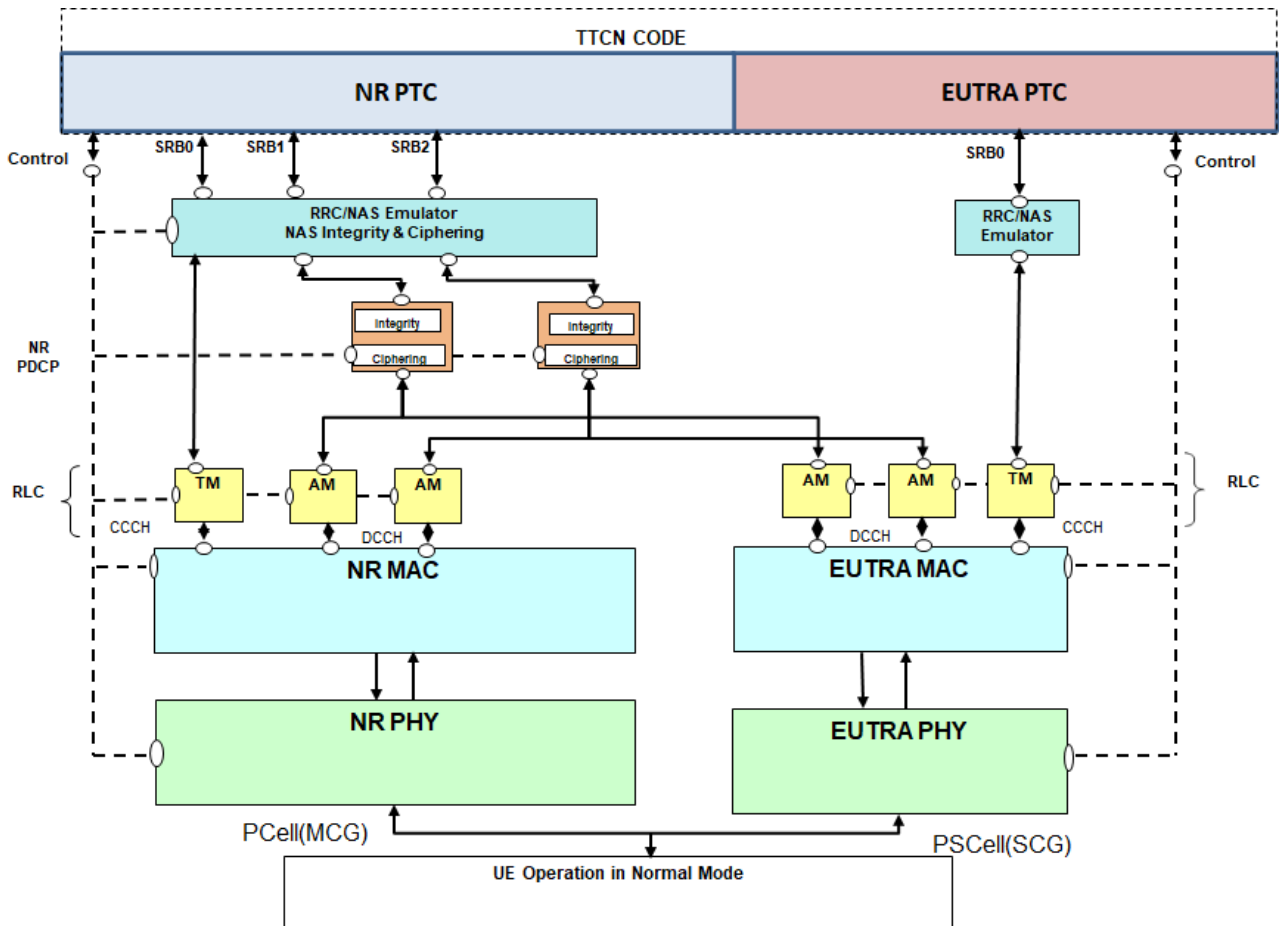 TTCN CODE
NR PTC
EUTRA PTC
Control
SRB0
SRB1
SRB2
SRB0
Control
RRC/NAS Emulator
NAS Integrity & Ciphering
RRC/NAS
Emulator
Integrity
Ciphering
Integrity
Ciphering
NR
PDCP
RLC
TM
AM
AM
AM
AM
TM
RLC
CCCH
DCCH
DCCH
CCCH
NR MAC
EUTRA MAC
NR PHY
EUTRA PHY
PCell(MCG)
PSCell(SCG)
UE Operation in Normal Mode